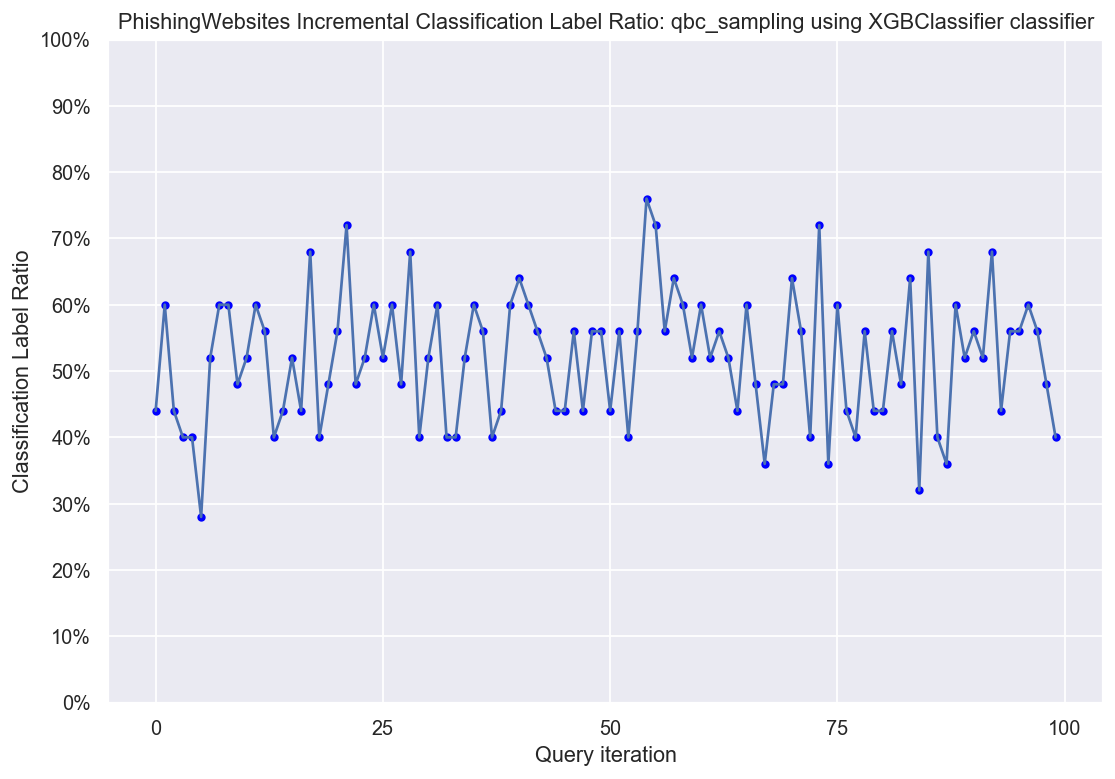 PhishingWebsites Incremental Classification Label Ratio: qbc_sampling using XGBClassifier classifier
100%
90%
80%
70%
60%
50%
40%
30%
20%
10%
0%
Classification Label Ratio
0 25 50 75 100
Query iteration